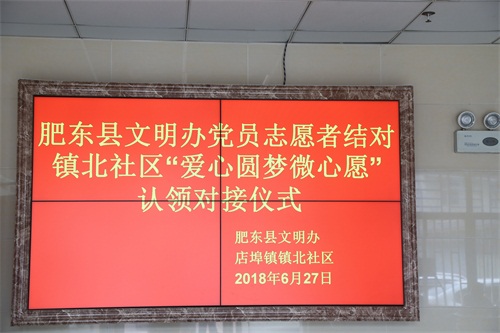 肥东县文明办党员志愿者结对
镇北社区“爱心圆梦微心愿”
认领对接仪式
肥东县文明办
店埠镇镇北社区
2018年6月27日